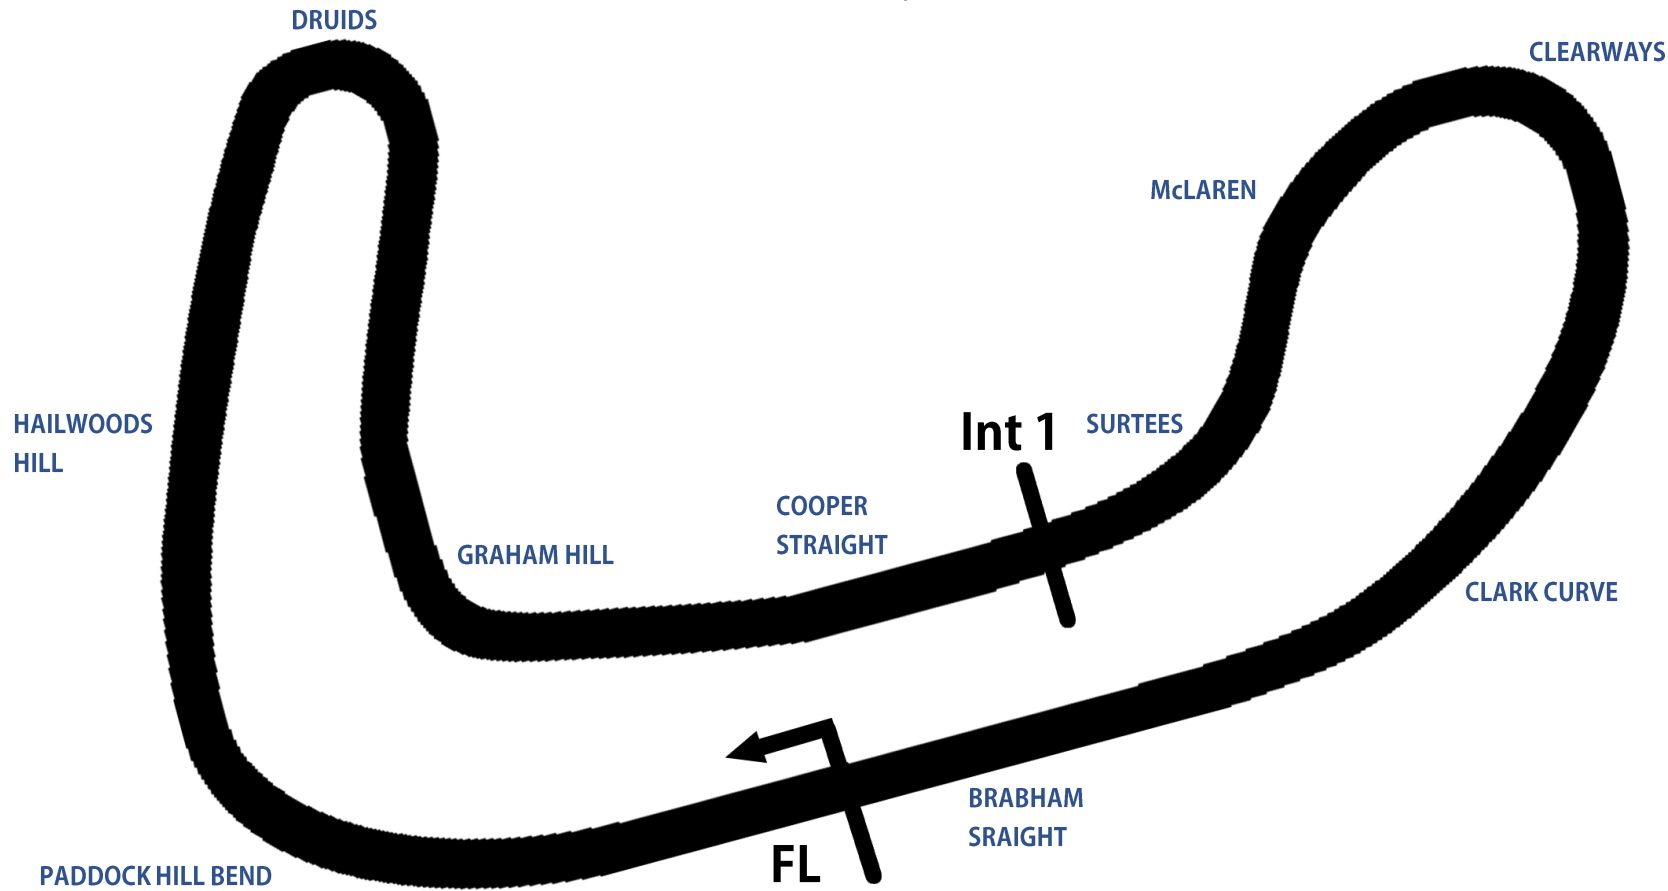 DRUIDS
CLEARWAYS
McLAREN
HAILWOODS
HILL
Int 1
SURTEES
COOPER
STRAIGHT
GRAHAM HILL
CLARK CURVE
BRABHAM
SRAIGHT
FL
PADDOCK HILL BEND